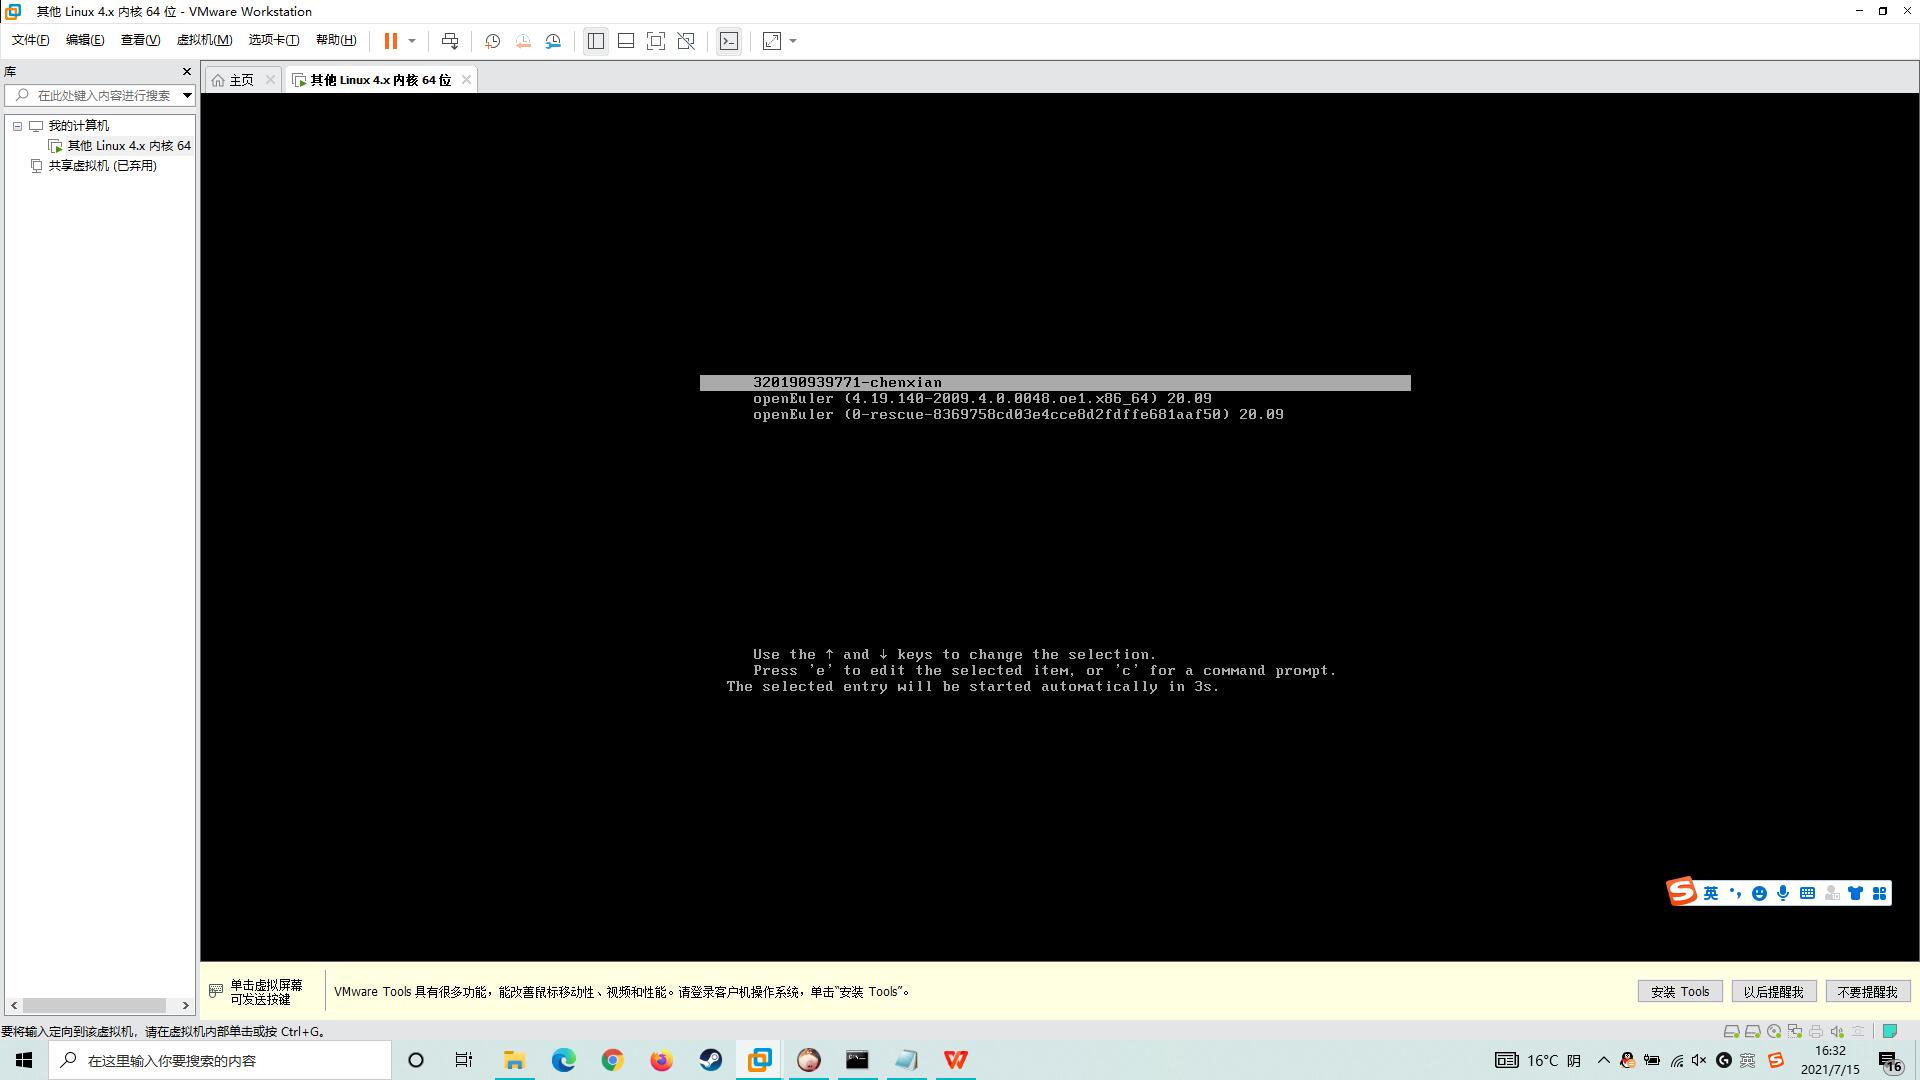 其他 Linux 4.x 内核 64 位 - VMware Workstation
文件(F) 编辑(E) 查看(V) 虚拟机(M) 选项卡(T) 帮助(H)
库
主页
其他 Linux 4.x 内核 64 位
在此处键入内容进行搜索
我的计算机
其他 Linux 4.x 内核 64
共享虚拟机 (已弃用)
320190939771-chenxian
openEuler (4.19.140-2009.4.0.0048.oe1.x86_64) 20.09
openEuler (0-rescue-8369758cd03e4cce8d2fdffe681aaf50) 20.09
Use the ↑ and ↓ keys to change the selection.
Press 'e' to edit the selected item, or 'c' for a command prompt.
The selected entry will be started automatically in 3s.
英
单击虚拟屏幕
可发送按键
VMware Tools 具有很多功能，能改善鼠标移动性、视频和性能。请登录客户机操作系统，单击“安装 Tools”。
安装 Tools
以后提醒我
不要提醒我
要将输入定向到该虚拟机，请在虚拟机内部单击或按 Ctrl+G。
在这里输入你要搜索的内容
16°C 阴
英
16:32
2021/7/15
16